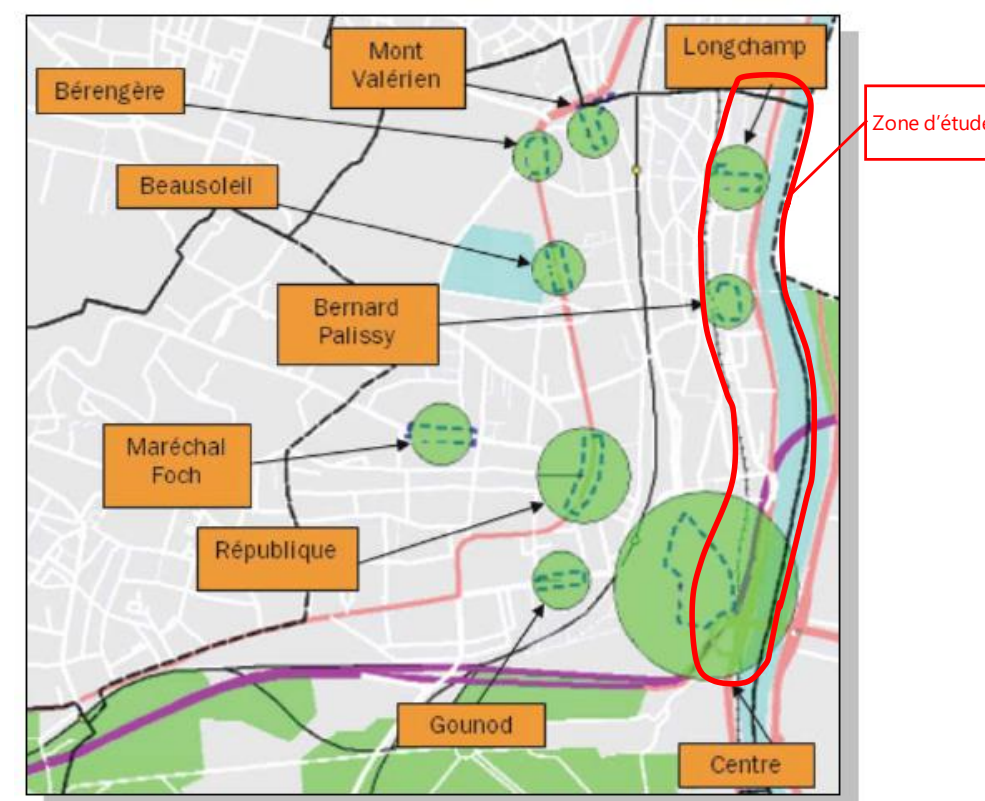 Mont
Valérien
Longchamp
Bérengère
Zone d'étude
Beausoleil
Bernard
Palissy
Maréchal
Foch
République
Gounod
Centre